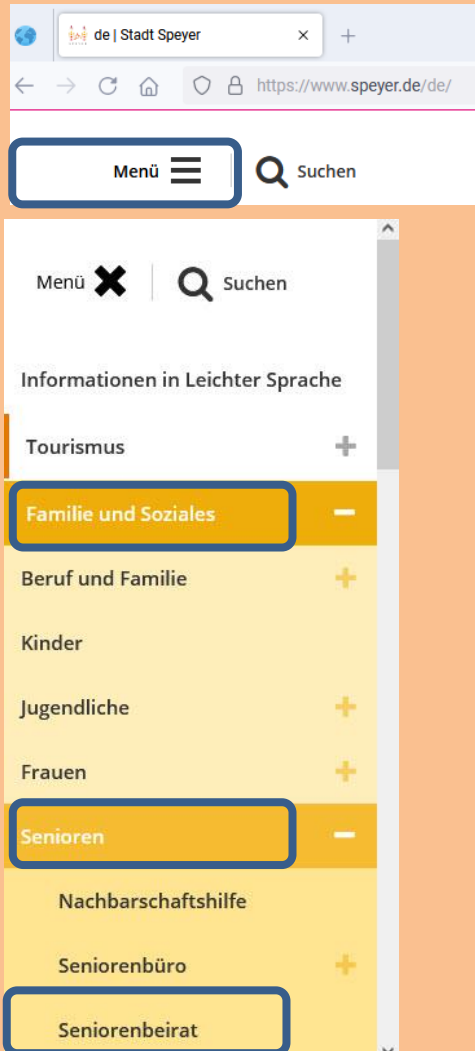 de | Stadt Speyer
https://www.speyer.de/de/
Menü
Suchen
Menü
Suchen
Informationen in Leichter Sprache
Tourismus
Familie und Soziales
Beruf und Familie
Kinder
Jugendliche
Frauen
Senioren
Nachbarschaftshilfe
Seniorenbüro
Seniorenbeirat